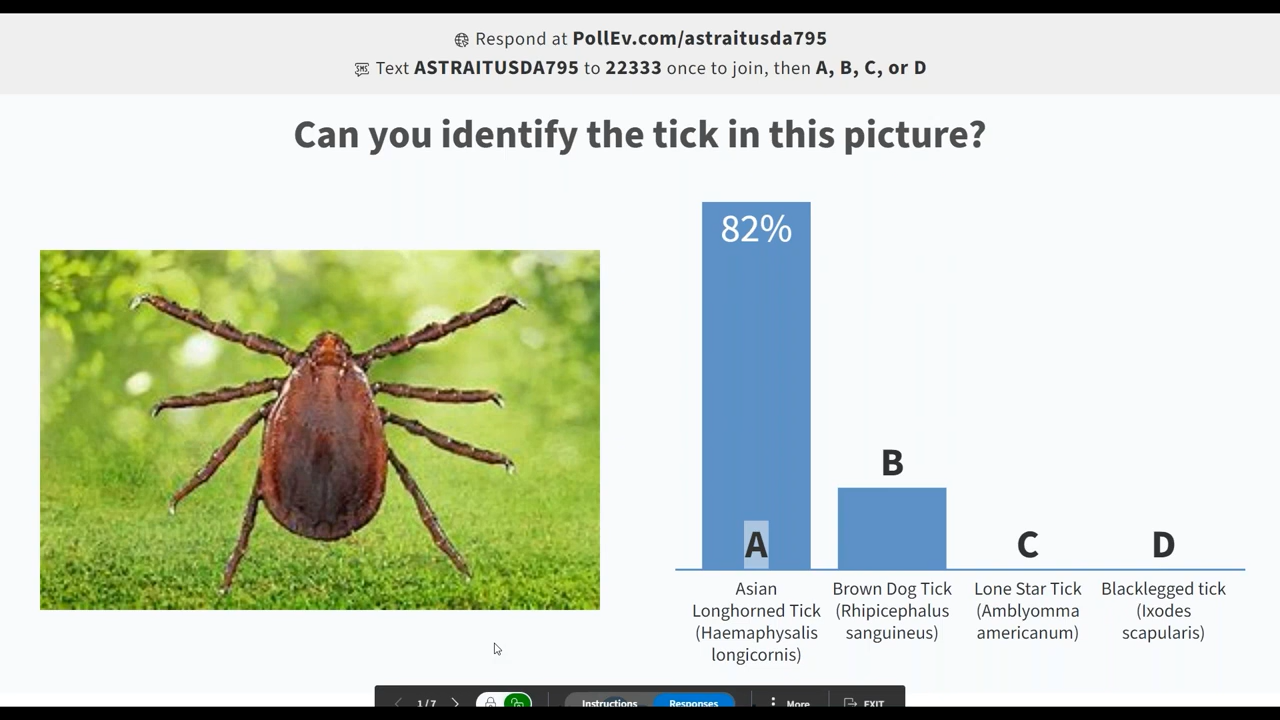 Respond at PollEv.com/astraitusda795
SMS Text ASTRAITUSDA795 to 22333 once to join, then A, B, C, or D
Can you identify the tick in this picture?
82%
A
B
C
D
Asian
Longhorned Tick
(Haemaphysalis
longicornis)
Brown Dog Tick
(Rhipicephalus
sanguineus)
Lone Star Tick
(Amblyomma
americanum)
Blacklegged tick
(Ixodes
scapularis)
1/7
Instructions
Responses
More
EXIT